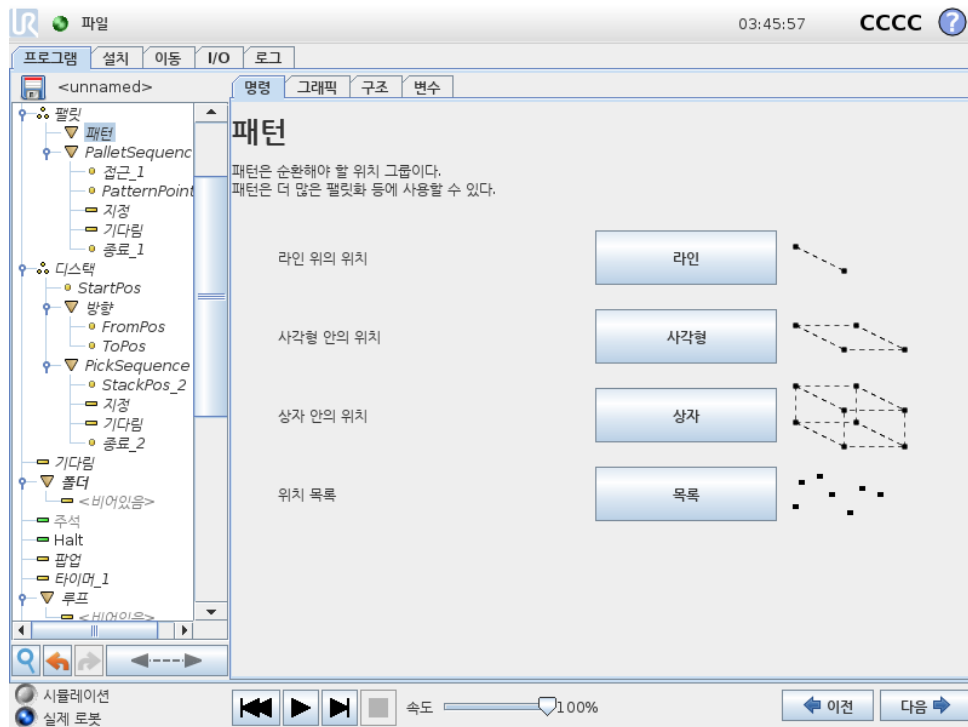 UR 파일 03:45:57 CCCC ?
프로그램 설치 이동 I/O 로그
<unnamed>
명령 그래픽 구조 변수
팔릿
패턴
PalletSequenc
접근_1
PatternPoint
지정
기다림
종료_1
디스택
StartPos
방향
FromPos
ToPos
PickSequence
StackPos_2
지정
기다림
종료_2
기다림
폴더
<비어있음>
주석
Halt
팝업
타이머_1
루프
<비어있음>
패턴
패턴은 순환해야 할 위치 그룹이다.
패턴은 더 많은 팰릿화 등에 사용할 수 있다.
라인 위의 위치 라인
사각형 안의 위치 사각형
상자 안의 위치 상자
위치 목록 목록
시뮬레이션
실제 로봇
속도 100%
이전 다음